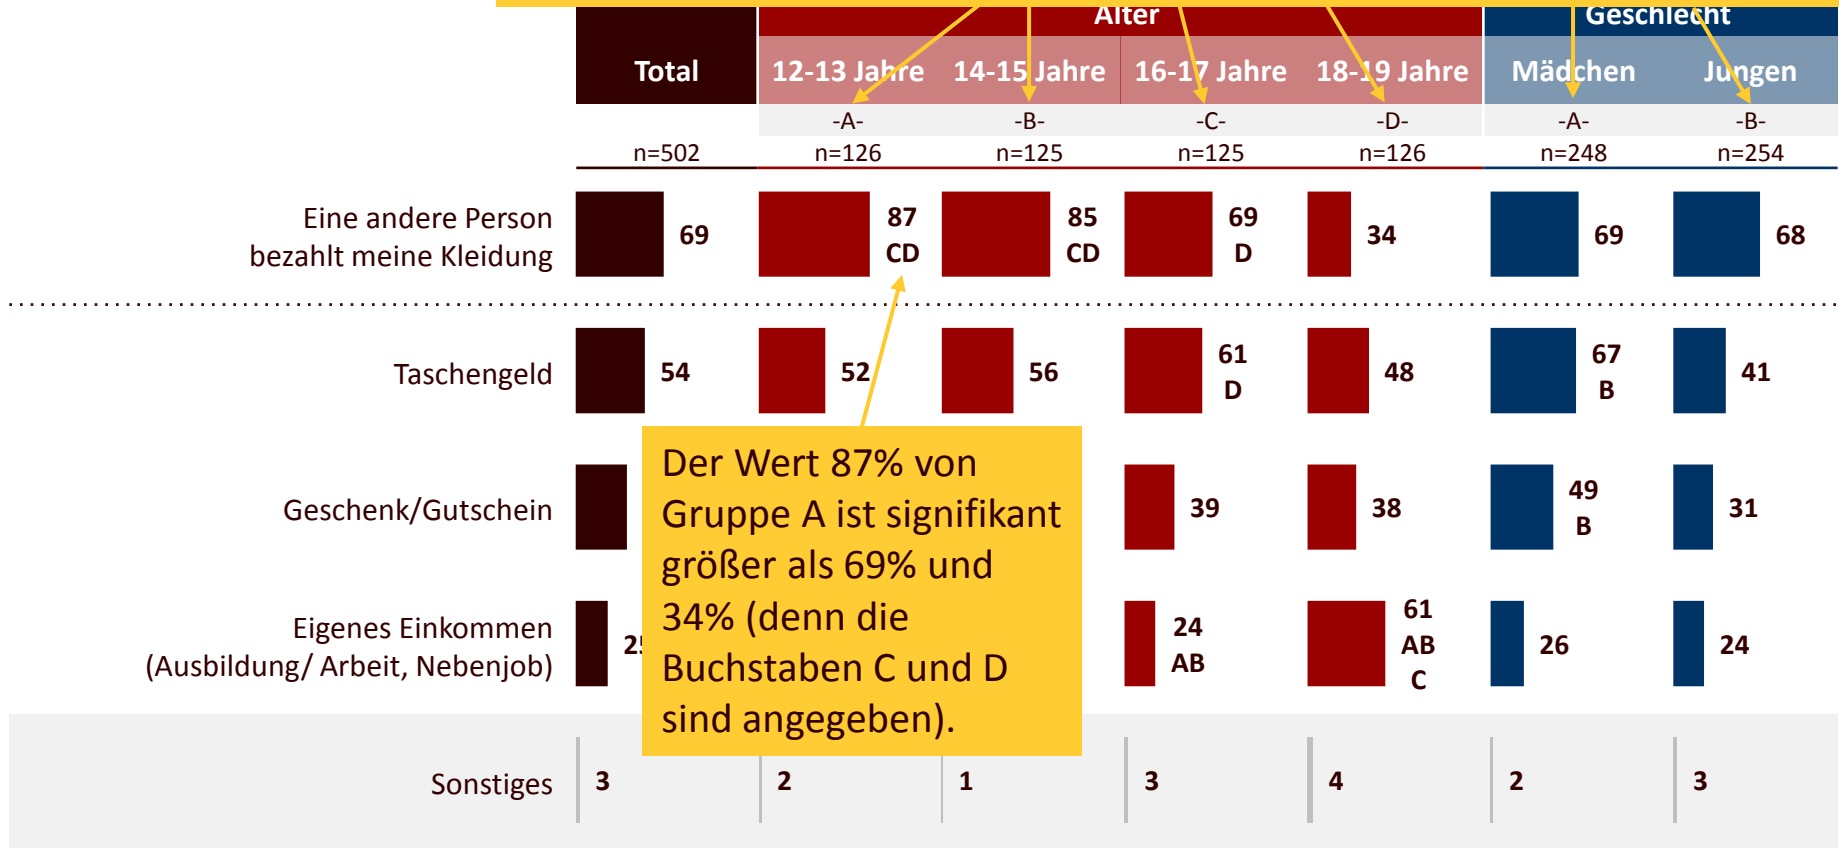 Alter
Geschlecht
Total
12-13 Jahre
14-15 Jahre
16-17 Jahre
18-19 Jahre
Mädchen
Jungen
-A-
-B-
-C-
-D-
-A-
-B-
n=502
n=126
n=125
n=125
n=126
n=248
n=254
Eine andere Person
bezahlt meine Kleidung
69
87
CD
85
CD
69
D
34
69
68
Taschengeld
54
52
56
61
D
48
67
B
41
Geschenk/Gutschein
39
38
49
B
31
Eigenes Einkommen
(Ausbildung/ Arbeit, Nebenjob)
24
AB
61
AB
C
26
24
Der Wert 87% von
Gruppe A ist signifikant
größer als 69% und
34% (denn die
Buchstaben C und D
sind angegeben).
Sonstiges
3
2
1
3
4
2
3